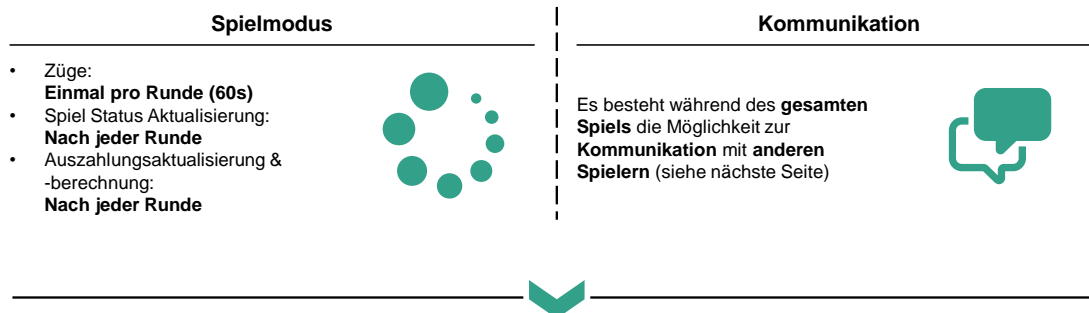 Spielmodus
• Züge:
Einmal pro Runde (60s)
• Spiel Status Aktualisierung:
Nach jeder Runde
• Auszahlungsaktualisierung &
-berechnung:
Nach jeder Runde
Kommunikation
Es besteht während des gesamten
Spiels die Möglichkeit zur
Kommunikation mit anderen
Spielern (siehe nächste Seite)